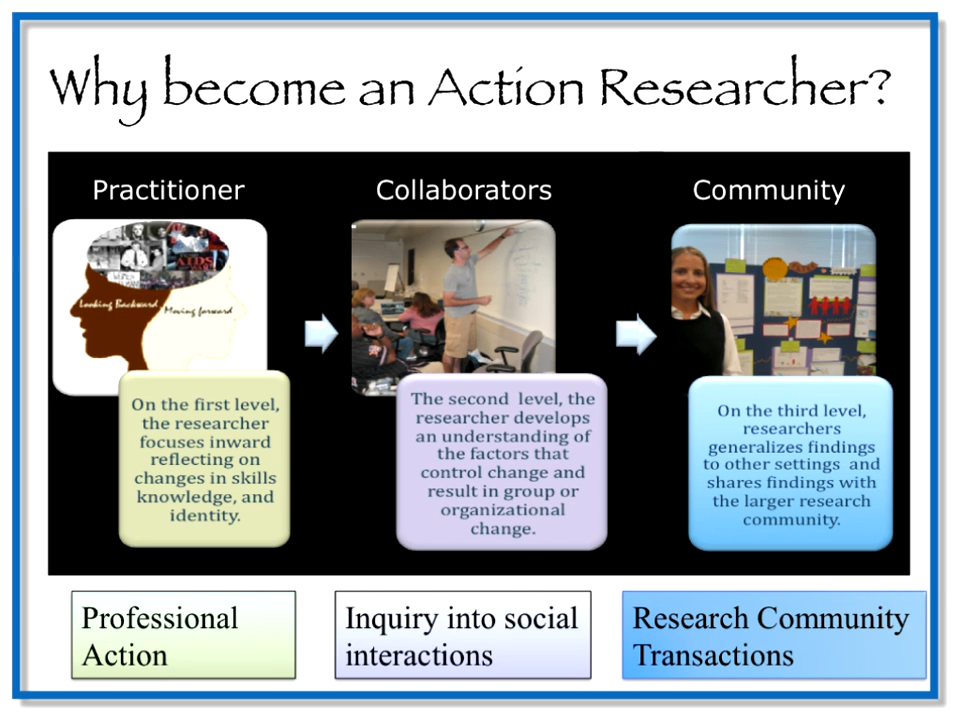 Why become an Action Researcher?
Practitioner
Collaborators
Community
AIDS
Looking Backward
Moving forward
On the first level,
the researcher
focuses inward
reflecting on
changes in skills
knowledge, and
identity.
The second level, the
researcher develops
an understanding of
the factors that
control change and
result in group or
organizational
change.
On the third level,
researchers
generalizes findings
to other settings and
shares findings with
the larger research
community.
Professional
Action
Inquiry into social
interactions
Research Community
Transactions